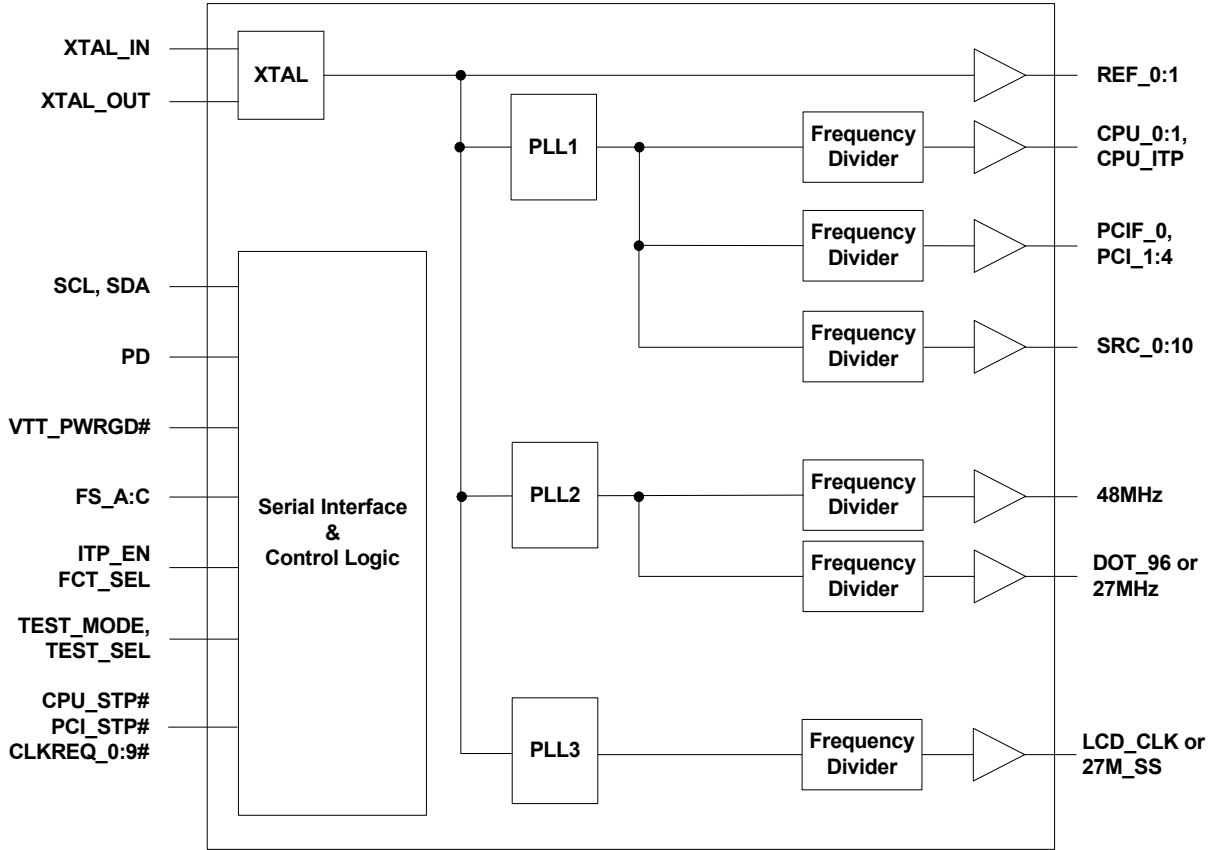 XTAL_IN
XTAL_OUT
XTAL
REF_0:1
PLL1
Frequency
Divider
CPU_0:1,
CPU_ITP
Frequency
Divider
PCIF_0,
PCI_1:4
Frequency
Divider
SRC_0:10
SCL, SDA
PD
VTT_PWRGD#
FS_A:C
ITP_EN
FCT_SEL
TEST_MODE,
TEST_SEL
CPU_STP#
PCI_STP#
CLKREQ_0:9#
Serial Interface
&
Control Logic
PLL2
Frequency
Divider
48MHz
Frequency
Divider
DOT_96 or
27MHz
PLL3
Frequency
Divider
LCD_CLK or
27M_SS